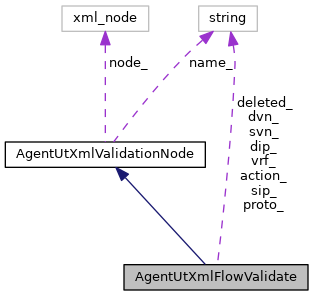 xml_node
string
node_
name_
deleted_
dvn_
svn_
dip_
vrf_
action_
sip_
proto_
AgentUtXmlValidationNode
AgentUtXmlFlowValidate